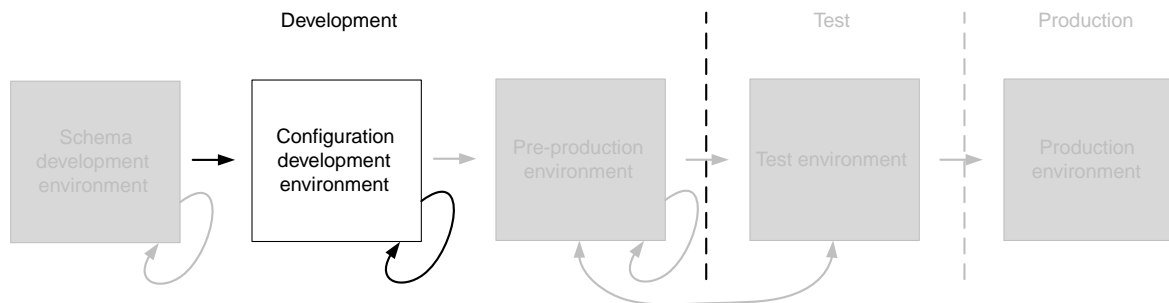 Development
Test
Production
Schema
development
environment
Configuration
development
environment
Pre-production
environment
Test environment
Production
environment